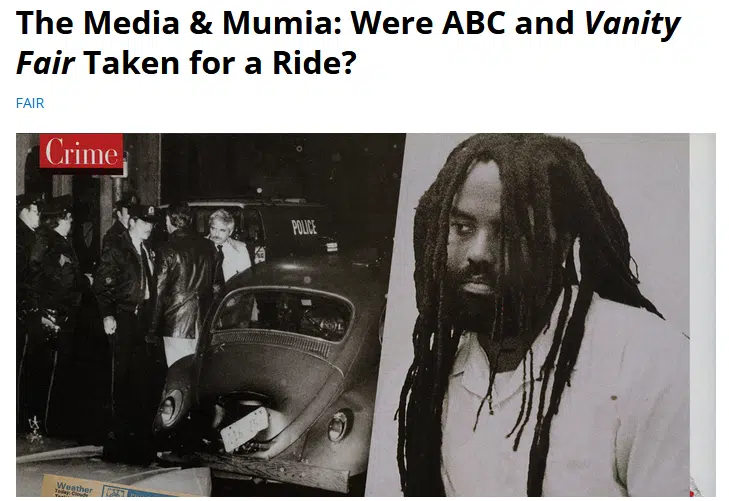 The Media & Mumia: Were ABC and Vanity
Fair Taken for a Ride?
FAIR
Crime
POLICE
Weather